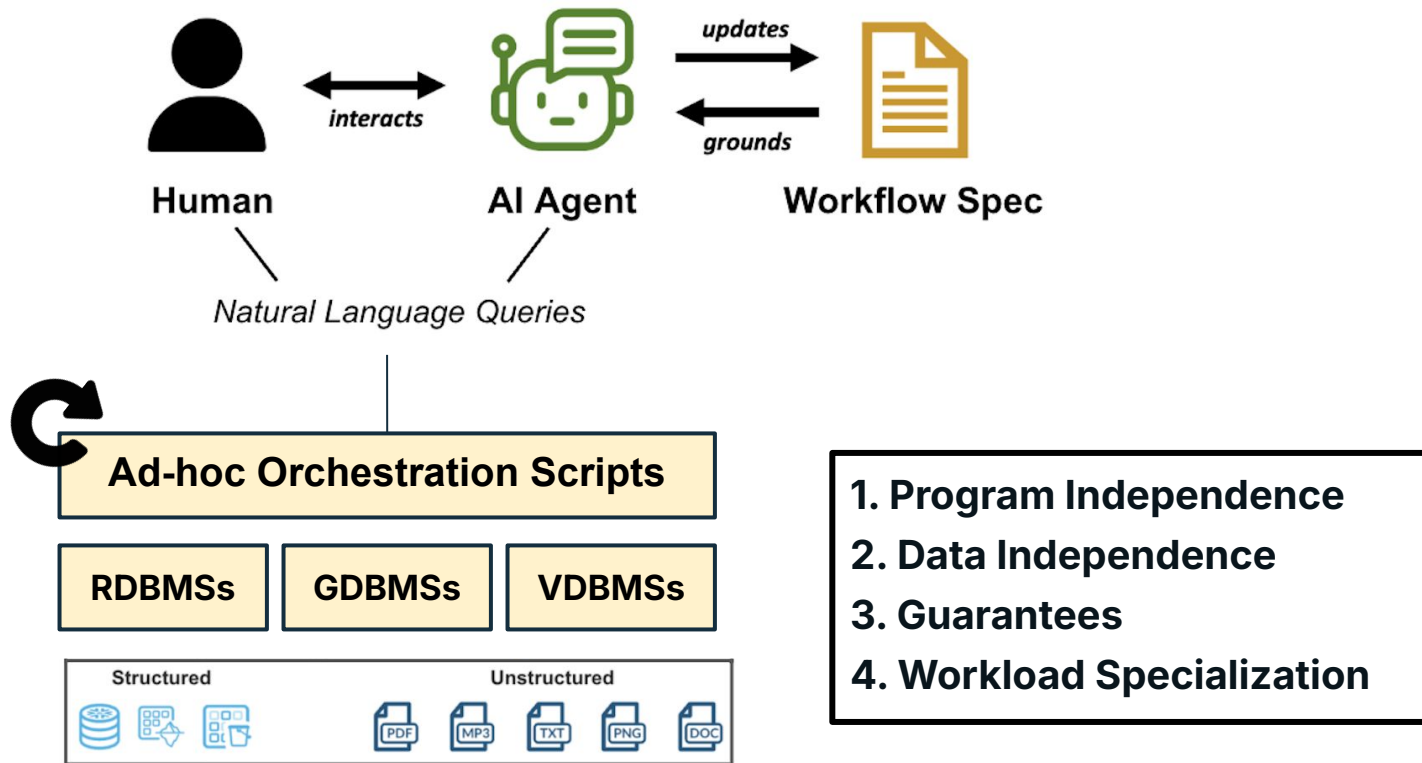 interacts
updates
grounds
Human
AI Agent
Workflow Spec
Natural Language Queries
Ad-hoc Orchestration Scripts
RDBMSs
GDBMSs
VDBMSs
Structured
Unstructured
PDF
MP3
TXT
PNG
DOC
1. Program Independence
2. Data Independence
3. Guarantees
4. Workload Specialization